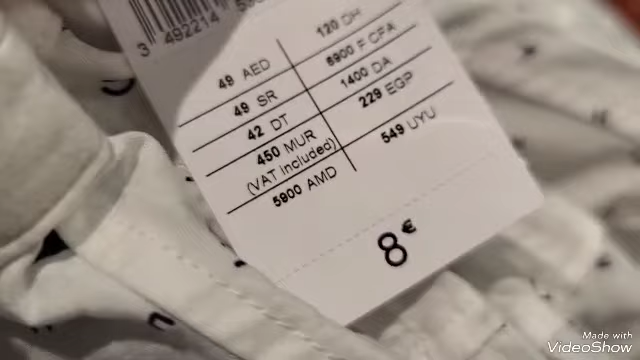 3 492214
49 AED
120 DH
49 SR
6900 F CFA
42 DT
1400 DA
450 MUR
(VAT included)
229 EGP
5900 AMD
549 UYU
8€
Made with
VideoShow